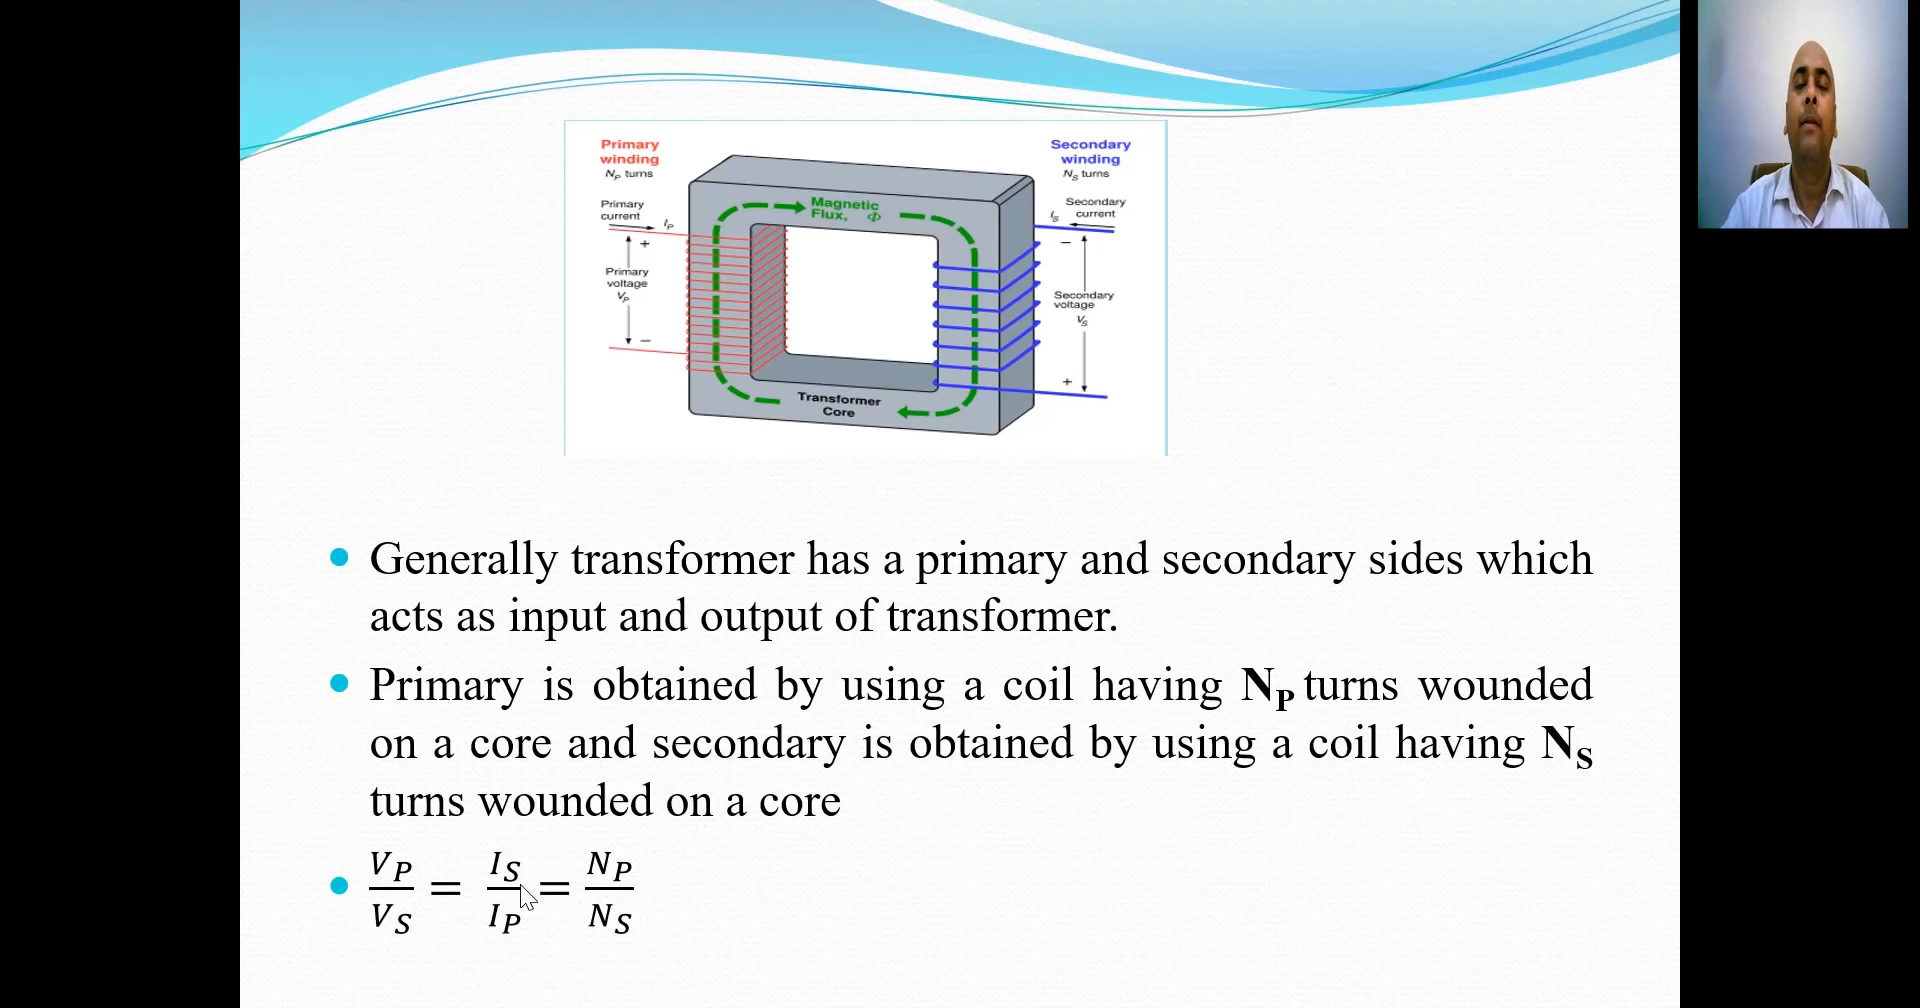 Primary
winding
NP turns
Secondary
winding
NS turns
Primary
current
IP
Magnetic
Flux, Φ
Secondary
current
IS
+
−
Primary
voltage
VP
Secondary
voltage
VS
−
+
Transformer
Core
• Generally transformer has a primary and secondary sides which
acts as input and output of transformer.
• Primary is obtained by using a coil having NP turns wounded
on a core and secondary is obtained by using a coil having NS
turns wounded on a core
• VP/VS = IS/IP = NP/NS